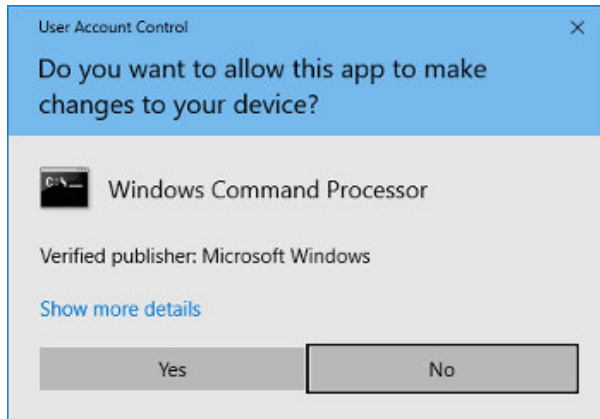 User Account Control
Do you want to allow this app to make
changes to your device?
C:\_
Windows Command Processor
Verified publisher: Microsoft Windows
Show more details
Yes
No